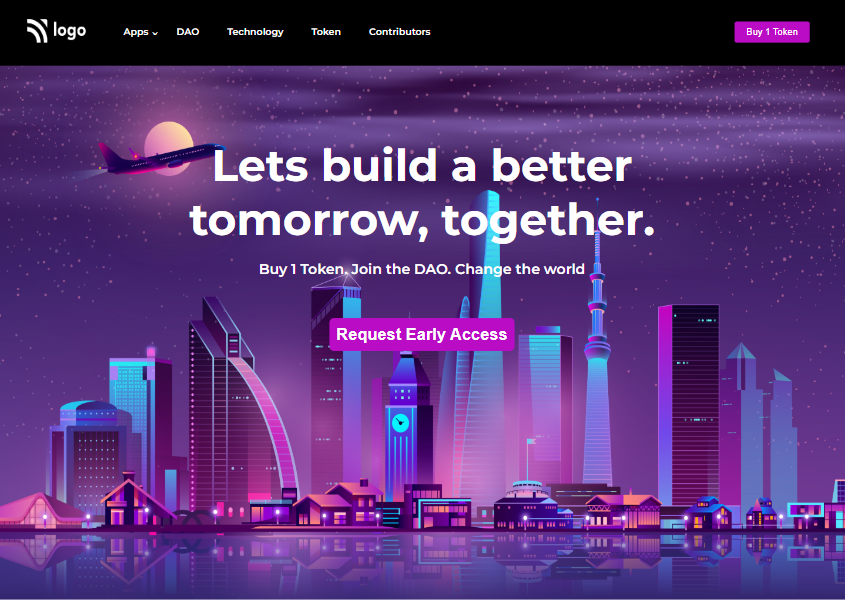 logo
Apps
DAO
Technology
Token
Contributors
Buy 1 Token
Lets build a better
tomorrow, together.
Buy 1 Token. Join the DAO. Change the world
Request Early Access